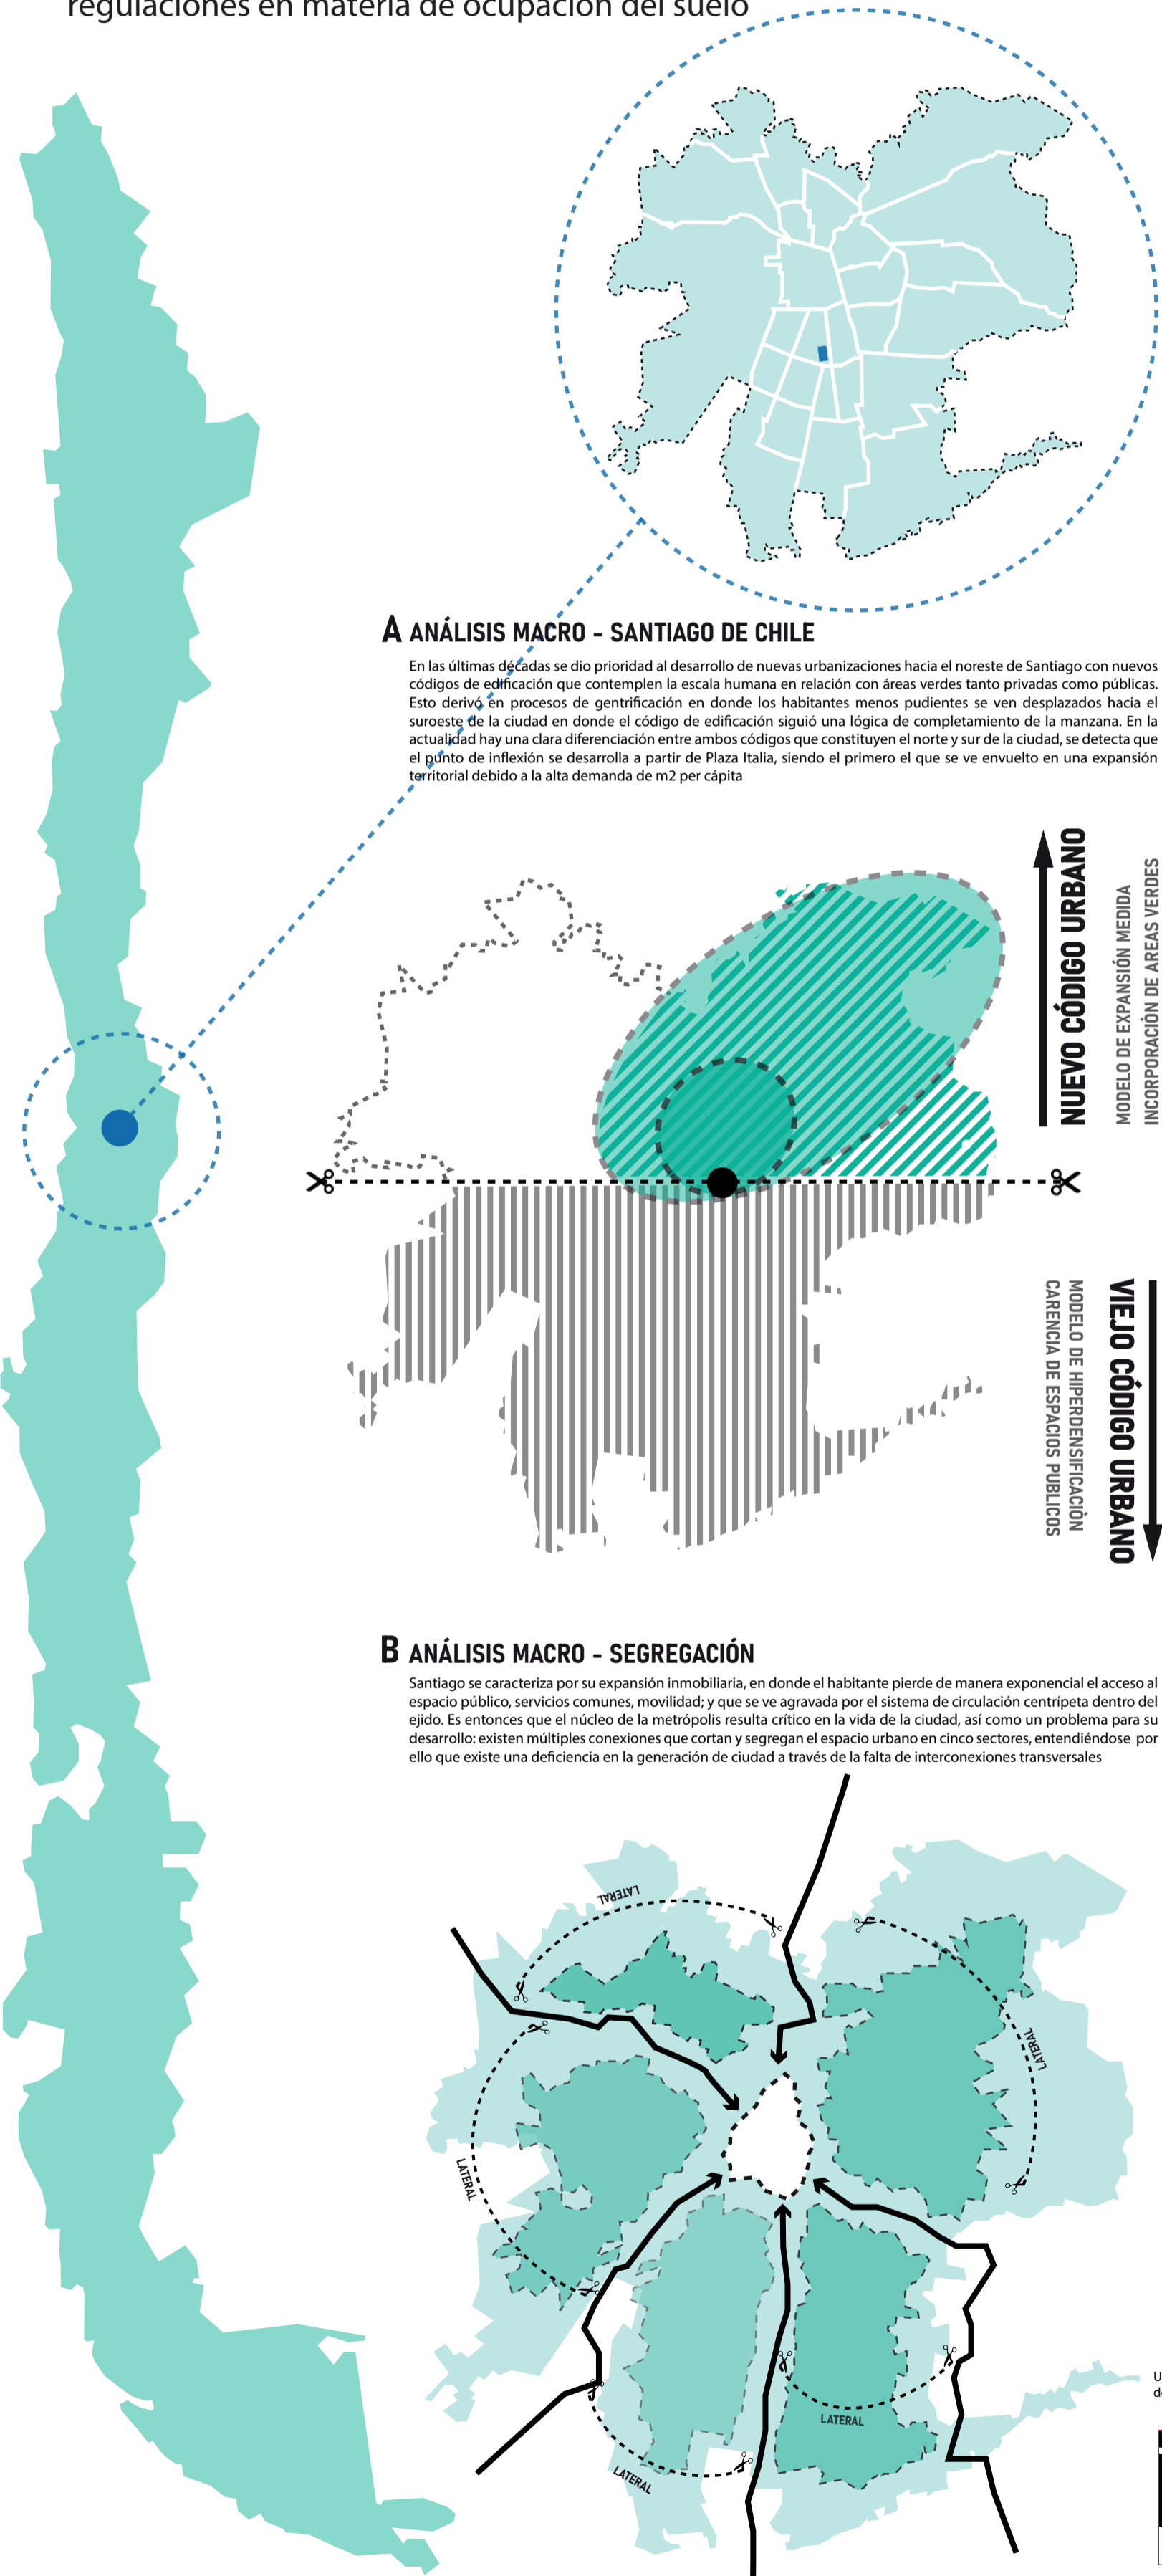 regulaciones en materia de ocupación del suelo
A ANÁLISIS MACRO - SANTIAGO DE CHILE
En las últimas décadas se dio prioridad al desarrollo de nuevas urbanizaciones hacia el noreste de Santiago con nuevos
códigos de edificación que contemplen la escala humana en relación con áreas verdes tanto privadas como públicas.
Esto derivó en procesos de gentrificación en donde los habitantes menos pudientes se ven desplazados hacia el
suroeste de la ciudad en donde el código de edificación siguió una lógica de completamiento de la manzana. En la
actualidad hay una clara diferenciación entre ambos códigos que constituyen el norte y sur de la ciudad, se detecta que
el punto de inflexión se desarrolla a partir de Plaza Italia, siendo el primero el que se ve envuelto en una expansión
territorial debido a la alta demanda de m2 per cápita
NUEVO CÓDIGO URBANO
MODELO DE EXPANSIÓN MEDIDA
INCORPORACIÒN DE AREAS VERDES
VIEJO CÓDIGO URBANO
MODELO DE HIPERDENSIFICACIÒN
CARENCIA DE ESPACIOS PUBLICOS
B ANÁLISIS MACRO - SEGREGACIÓN
Santiago se caracteriza por su expansión inmobiliaria, en donde el habitante pierde de manera exponencial el acceso al
espacio público, servicios comunes, movilidad; y que se ve agravada por el sistema de circulación centrípeta dentro del
ejido. Es entonces que el núcleo de la metrópolis resulta crítico en la vida de la ciudad, así como un problema para su
desarrollo: existen múltiples conexiones que cortan y segregan el espacio urbano en cinco sectores, entendiéndose por
ello que existe una deficiencia en la generación de ciudad a través de la falta de interconexiones transversales
LATERAL
LATERAL
LATERAL
LATERAL
LATERAL